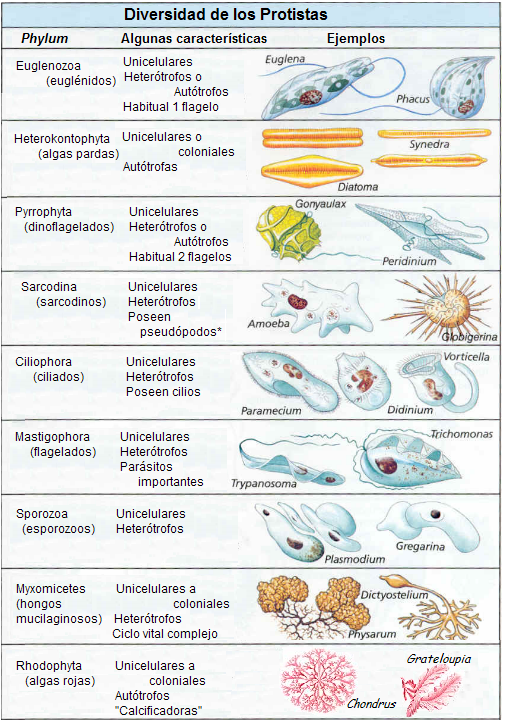 Diversidad de los Protistas
Phylum Algunas características Ejemplos
Euglenozoa
(euglénidos)
Unicelulares
Heterótrofos o
Autótrofos
Habitual 1 flagelo
Euglena
Phacus
Heterokontophyta
(algas pardas)
Unicelulares o
coloniales
Autótrofas
Synedra
Diatoma
Pyrrophyta
(dinoflagelados)
Unicelulares
Heterótrofos o
Autótrofos
Habitual 2 flagelos
Gonyaulax
Peridinium
Sarcodina
(sarcodinos)
Unicelulares
Heterótrofos
Poseen
pseudópodos*
Amoeba
Globigerina
Ciliophora
(ciliados)
Unicelulares
Heterótrofos
Poseen cilios
Vorticella
Paramecium
Didinium
Mastigophora
(flagelados)
Unicelulares
Heterótrofos
Parásitos
importantes
Trichomonas
Trypanosoma
Sporozoa
(esporozoos)
Unicelulares
Heterótrofos
Gregarina
Plasmodium
Myxomicetes
(hongos
mucilaginosos)
Unicelulares a
coloniales
Heterótrofos
Ciclo vital complejo
Dictyostelium
Physarum
Rhodophyta
(algas rojas)
Unicelulares a
coloniales
Autótrofos
"Calcificadoras"
Grateloupia
Chondrus